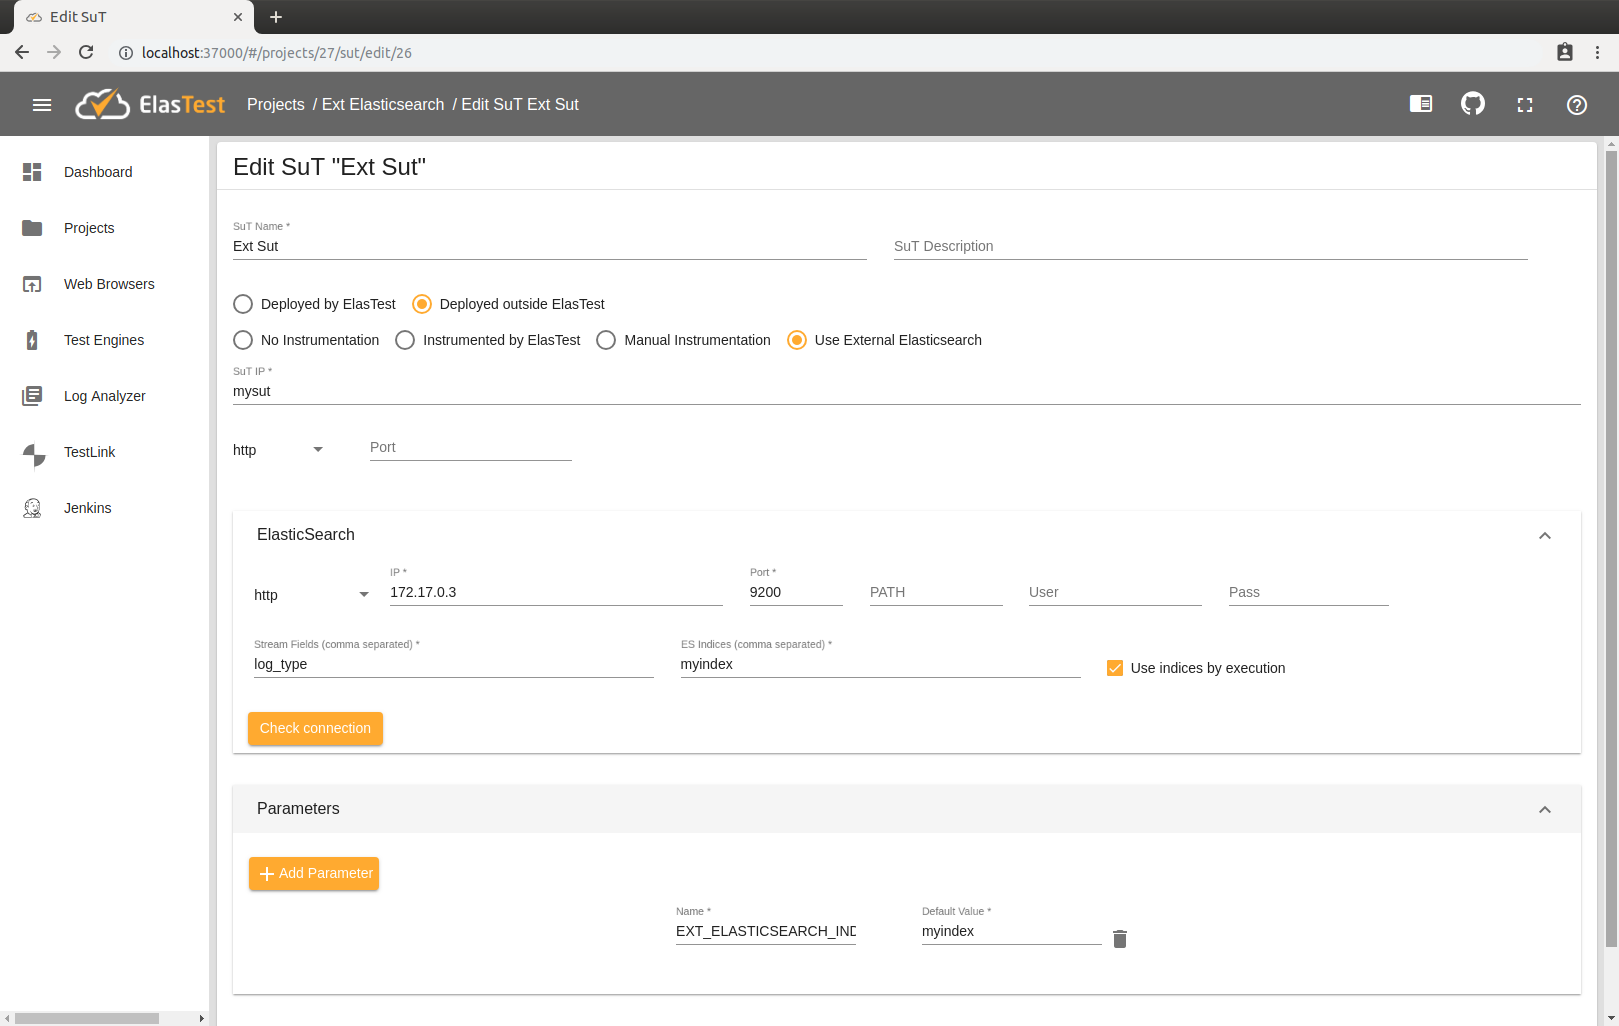 Edit SuT
localhost:37000/#/projects/27/sut/edit/26
ElasTest Projects / Ext Elasticsearch / Edit SuT Ext Sut
Dashboard
Projects
Web Browsers
Test Engines
Log Analyzer
TestLink
Jenkins
Edit SuT "Ext Sut"
SuT Name *
Ext Sut SuT Description
Deployed by ElasTest Deployed outside ElasTest
No Instrumentation Instrumented by ElasTest Manual Instrumentation Use External Elasticsearch
SuT IP *
mysut
http Port
ElasticSearch
IP * Port *
http 172.17.0.3 9200 PATH User Pass
Stream Fields (comma separated) * ES Indices (comma separated) *
log_type myindex Use indices by execution
Check connection
Parameters
Add Parameter
Name * Default Value *
EXT_ELASTICSEARCH_IND myindex